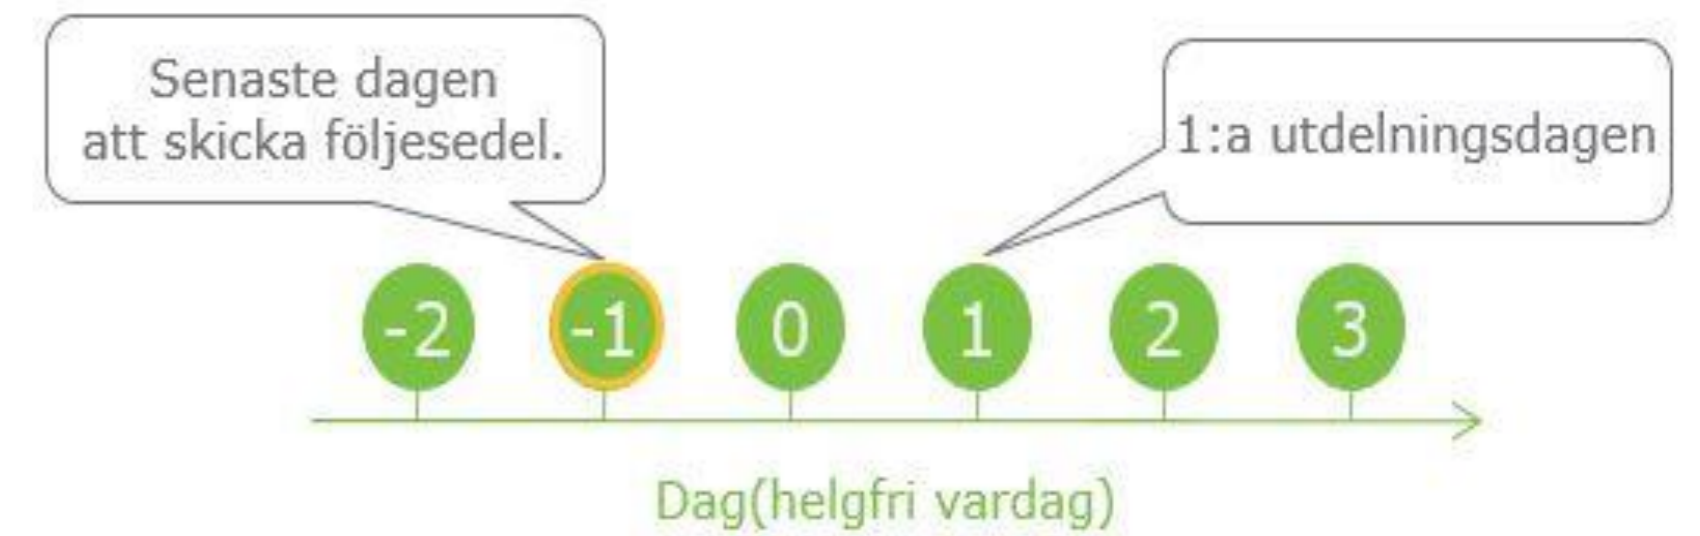 Senaste dagen
att skicka följesedel.
1:a utdelningsdagen
-2 -1 0 1 2 3
Dag(helgfri vardag)